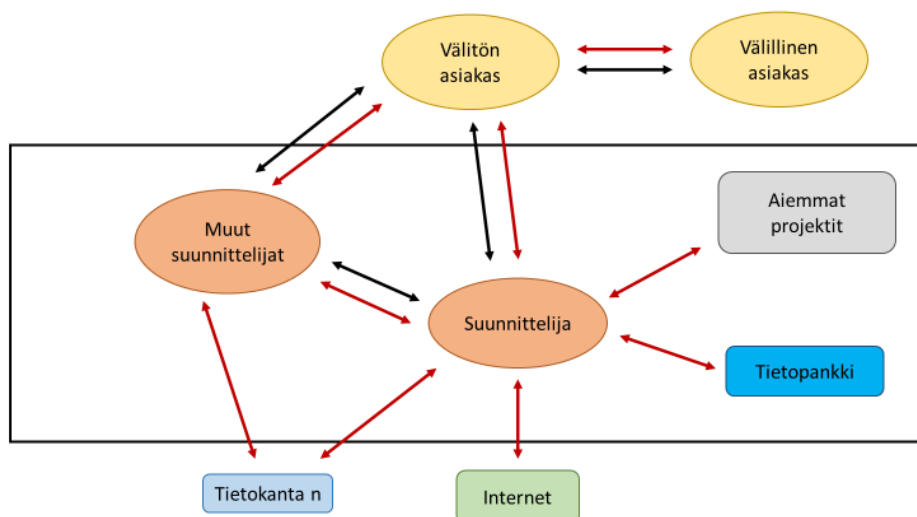 Välitön
asiakas
Välillinen
asiakas
Muut
suunnittelijat
Aiemmat
projektit
Suunnittelija
Tietopankki
Tietokanta n
Internet